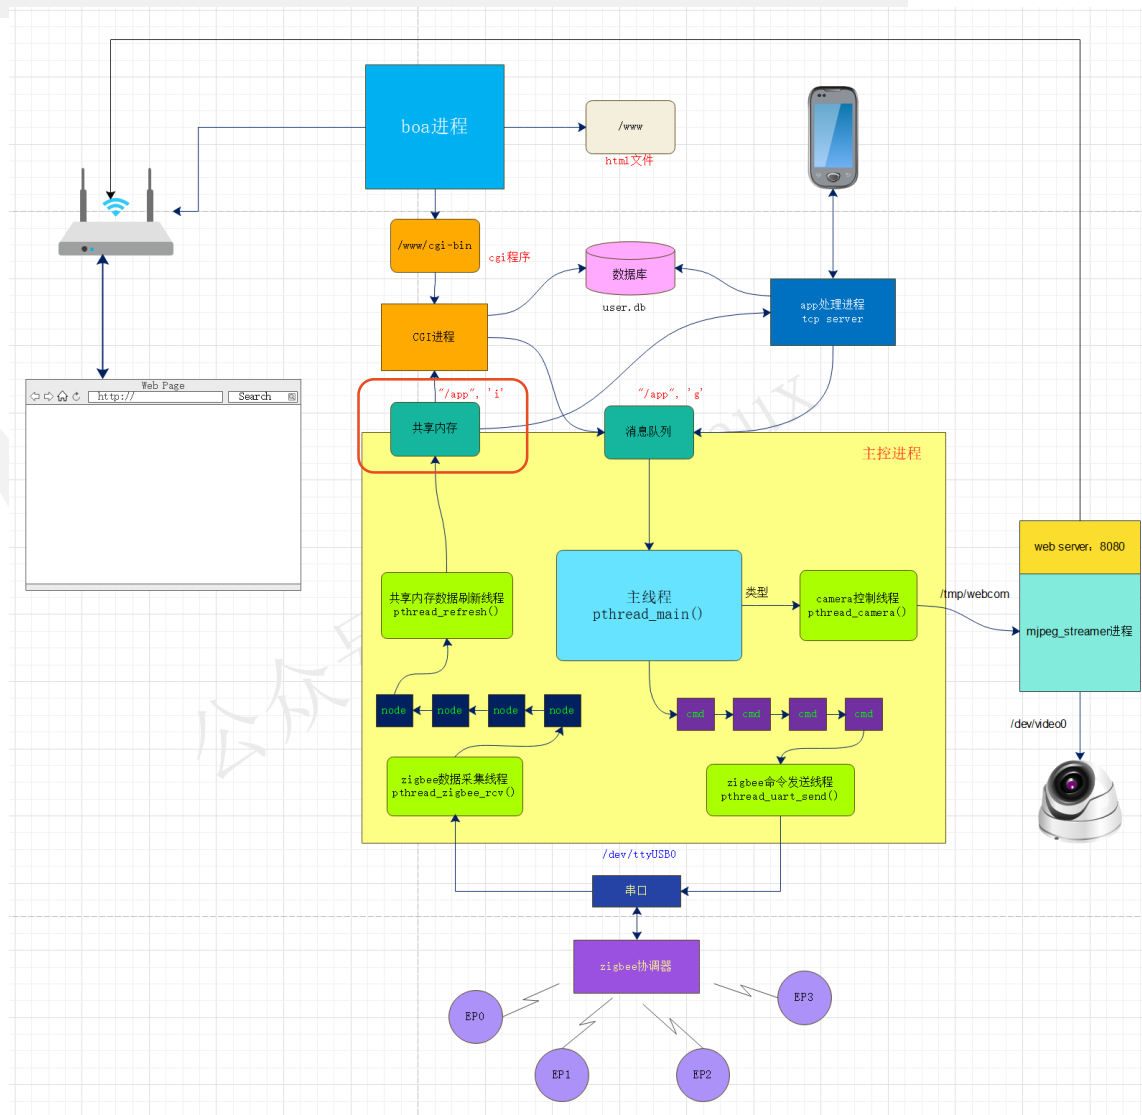 boa进程
/www
html文件
/www/cgi-bin
cgi程序
数据库
user.db
app处理进程
tcp server
CGI进程
Web Page
http://
Search
"/app", 'i'
"/app", 'g'
共享内存
消息队列
主控进程
web server：8080
共享内存数据刷新线程
pthread_refresh()
主线程
pthread_main()
类型
camera控制线程
pthread_camera()
/tmp/webcom
mjpeg_streamer进程
node
node
node
node
cmd
cmd
cmd
cmd
/dev/video0
zigbee数据采集线程
pthread_zigbee_rcv()
zigbee命令发送线程
pthread_uart_send()
/dev/ttyUSB0
串口
zigbee协调器
EP0
EP3
EP1
EP2
公众号